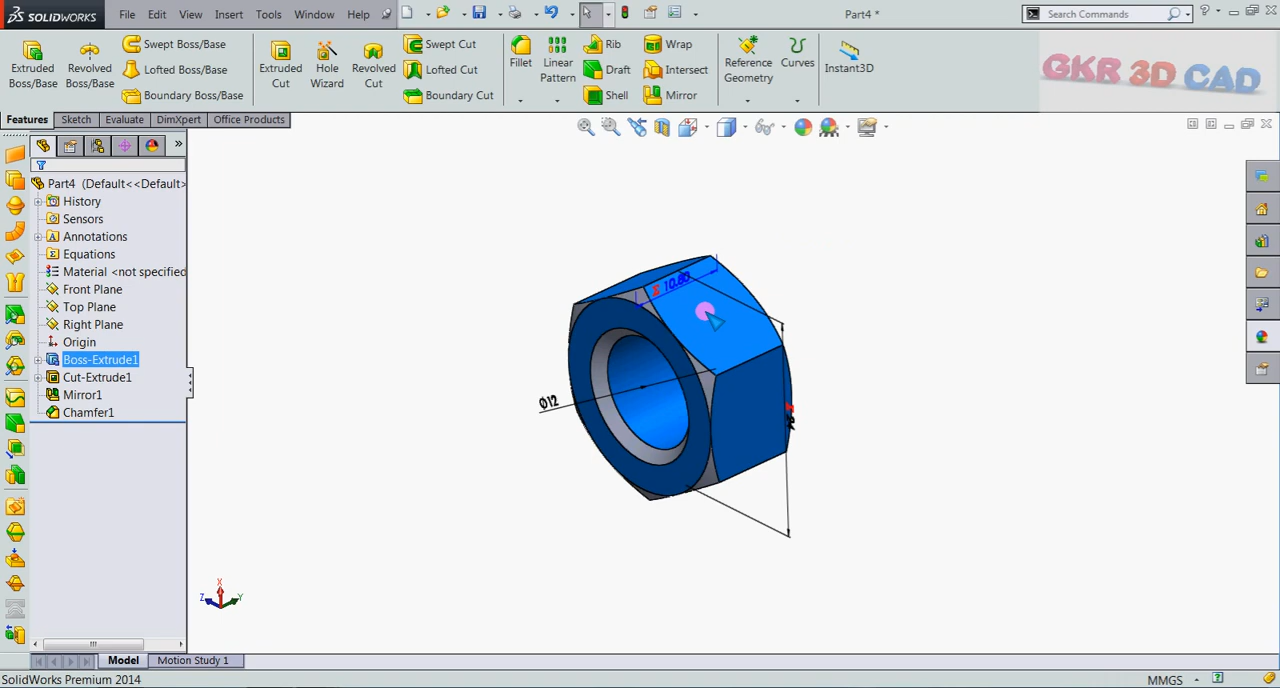 SOLIDWORKS File Edit View Insert Tools Window Help Part4 * Search Commands
Extruded Boss/Base
Revolved Boss/Base
Swept Boss/Base
Lofted Boss/Base
Boundary Boss/Base
Extruded Cut
Hole Wizard
Revolved Cut
Swept Cut
Lofted Cut
Boundary Cut
Fillet
Linear Pattern
Rib
Draft
Shell
Wrap
Intersect
Mirror
Reference Geometry
Curves
Instant3D
GKR 3D CAD
Features Sketch Evaluate DimXpert Office Products
Part4 (Default<<Default>
History
Sensors
Annotations
Equations
Material <not specified
Front Plane
Top Plane
Right Plane
Origin
Boss-Extrude1
Cut-Extrude1
Mirror1
Chamfer1
Σ 10.80
Ø12
X
Z Y
Model Motion Study 1
SolidWorks Premium 2014 MMGS